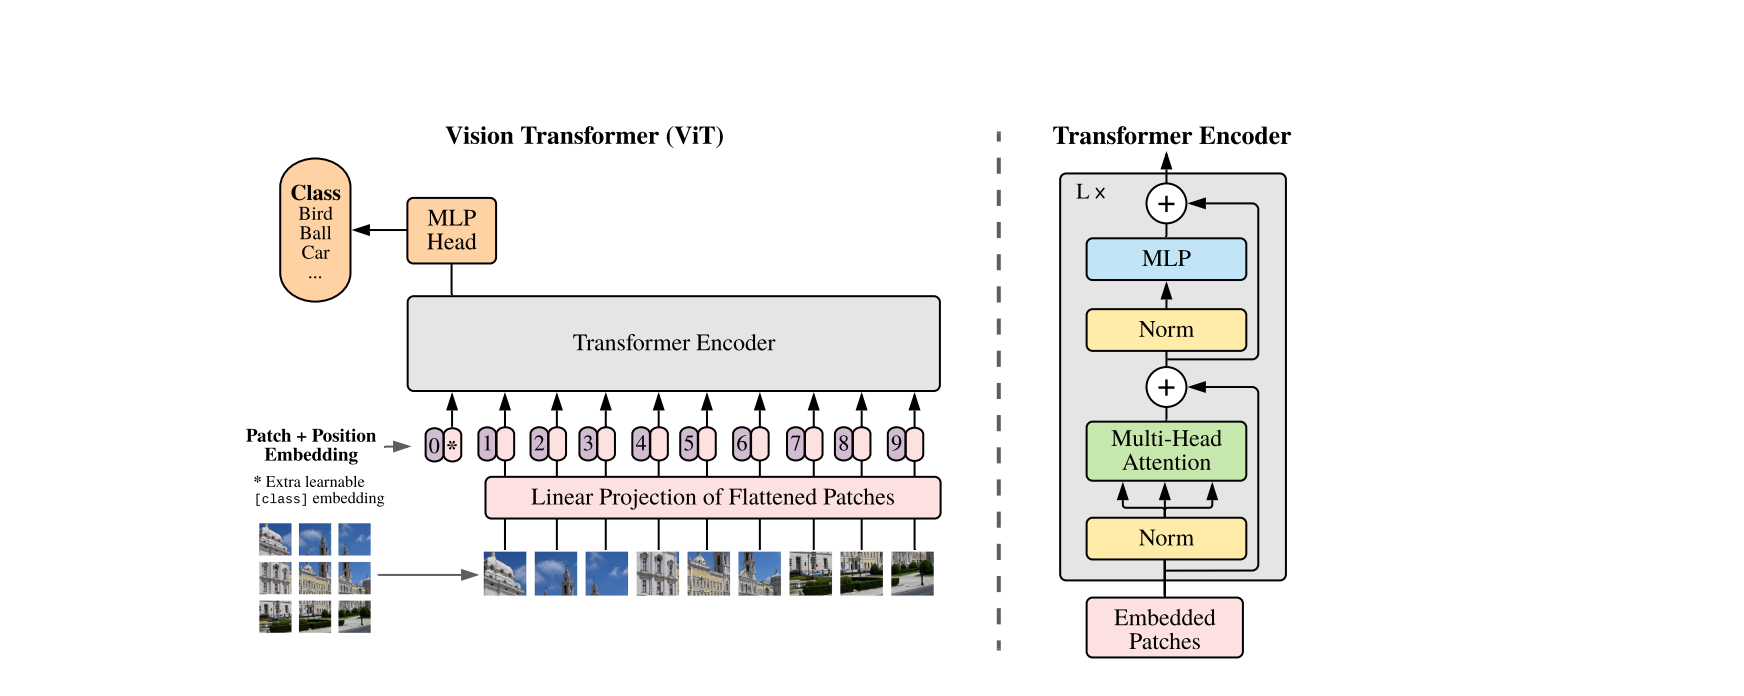 Vision Transformer (ViT)
Class
Bird
Ball
Car
...
MLP
Head
Transformer Encoder
Patch + Position
Embedding
0 * 1 2 3 4 5 6 7 8 9
* Extra learnable
[class] embedding
Linear Projection of Flattened Patches
Transformer Encoder
L ×
+
MLP
Norm
+
Multi-Head
Attention
Norm
Embedded
Patches